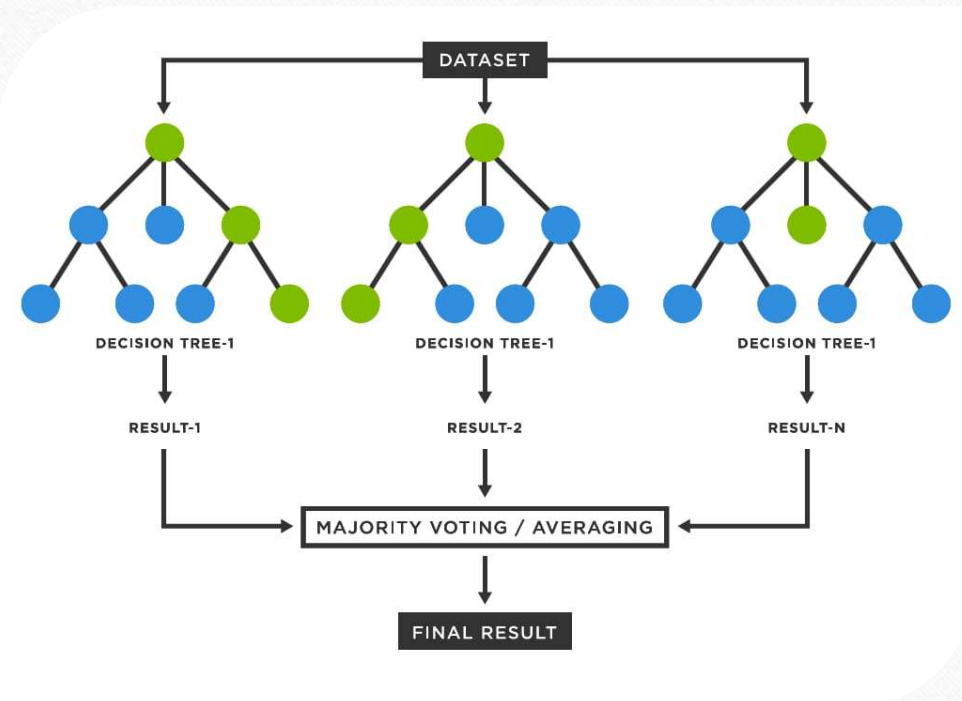 DATASET
DECISION TREE-1
DECISION TREE-1
DECISION TREE-1
RESULT-1
RESULT-2
RESULT-N
MAJORITY VOTING / AVERAGING
FINAL RESULT